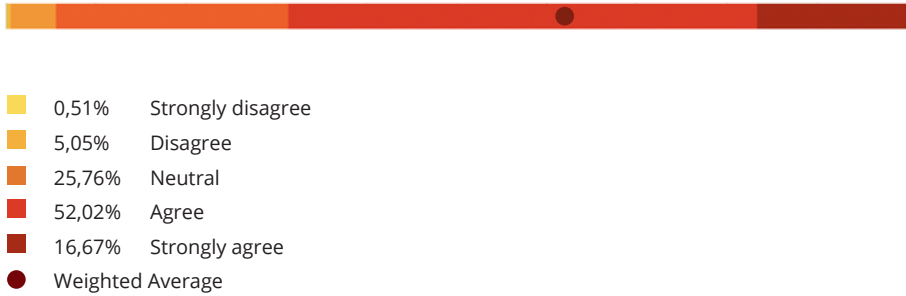 0,51% Strongly disagree
5,05% Disagree
25,76% Neutral
52,02% Agree
16,67% Strongly agree
Weighted Average